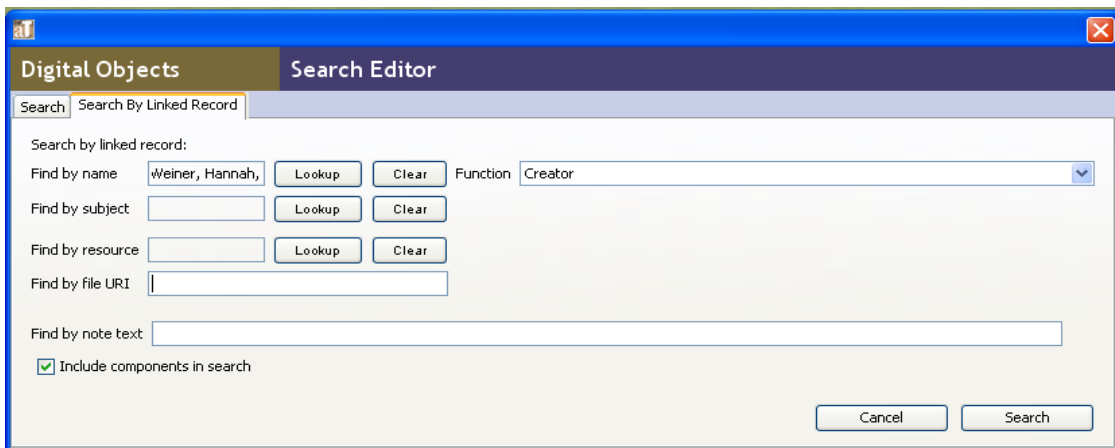 aT
Digital Objects Search Editor
Search Search By Linked Record
Search by linked record:
Find by name Weiner, Hannah, Lookup Clear Function Creator
Find by subject Lookup Clear
Find by resource Lookup Clear
Find by file URI
Find by note text
Include components in search
Cancel Search